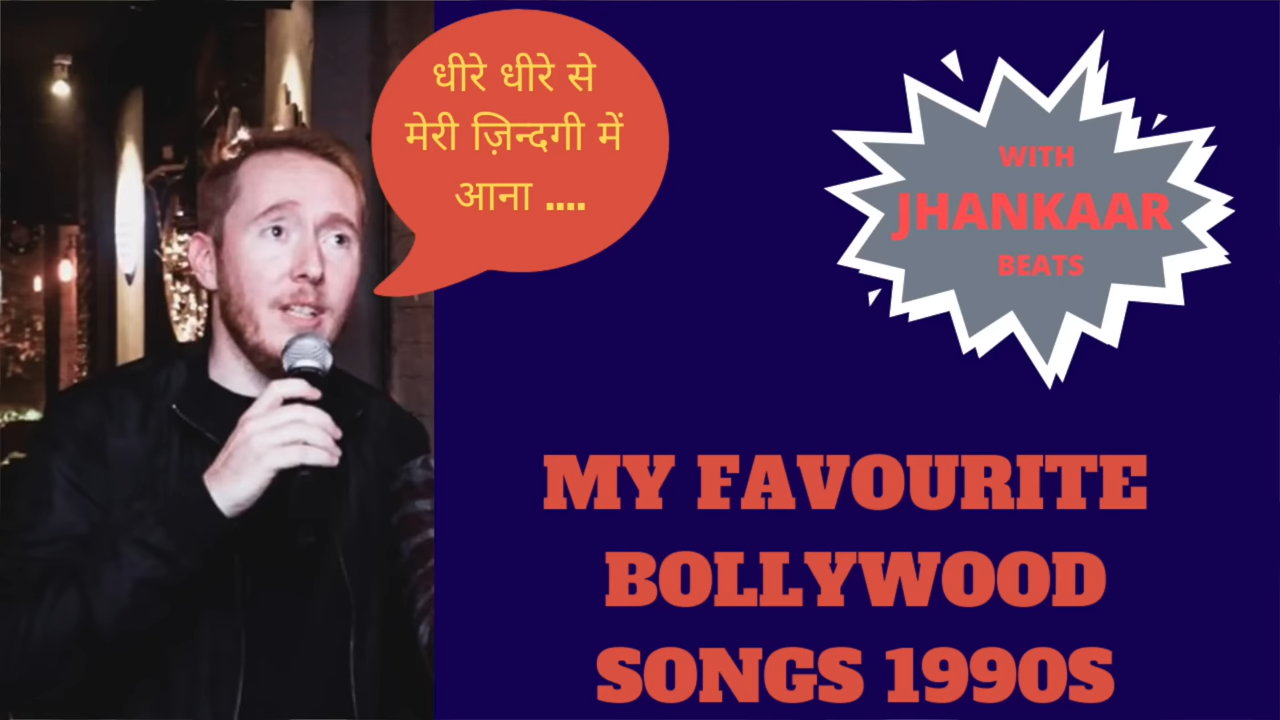 धीरे धीरे से
मेरी ज़िन्दगी में
आना ....
WITH
JHANKAAR
BEATS
MY FAVOURITE
BOLLYWOOD
SONGS 1990S